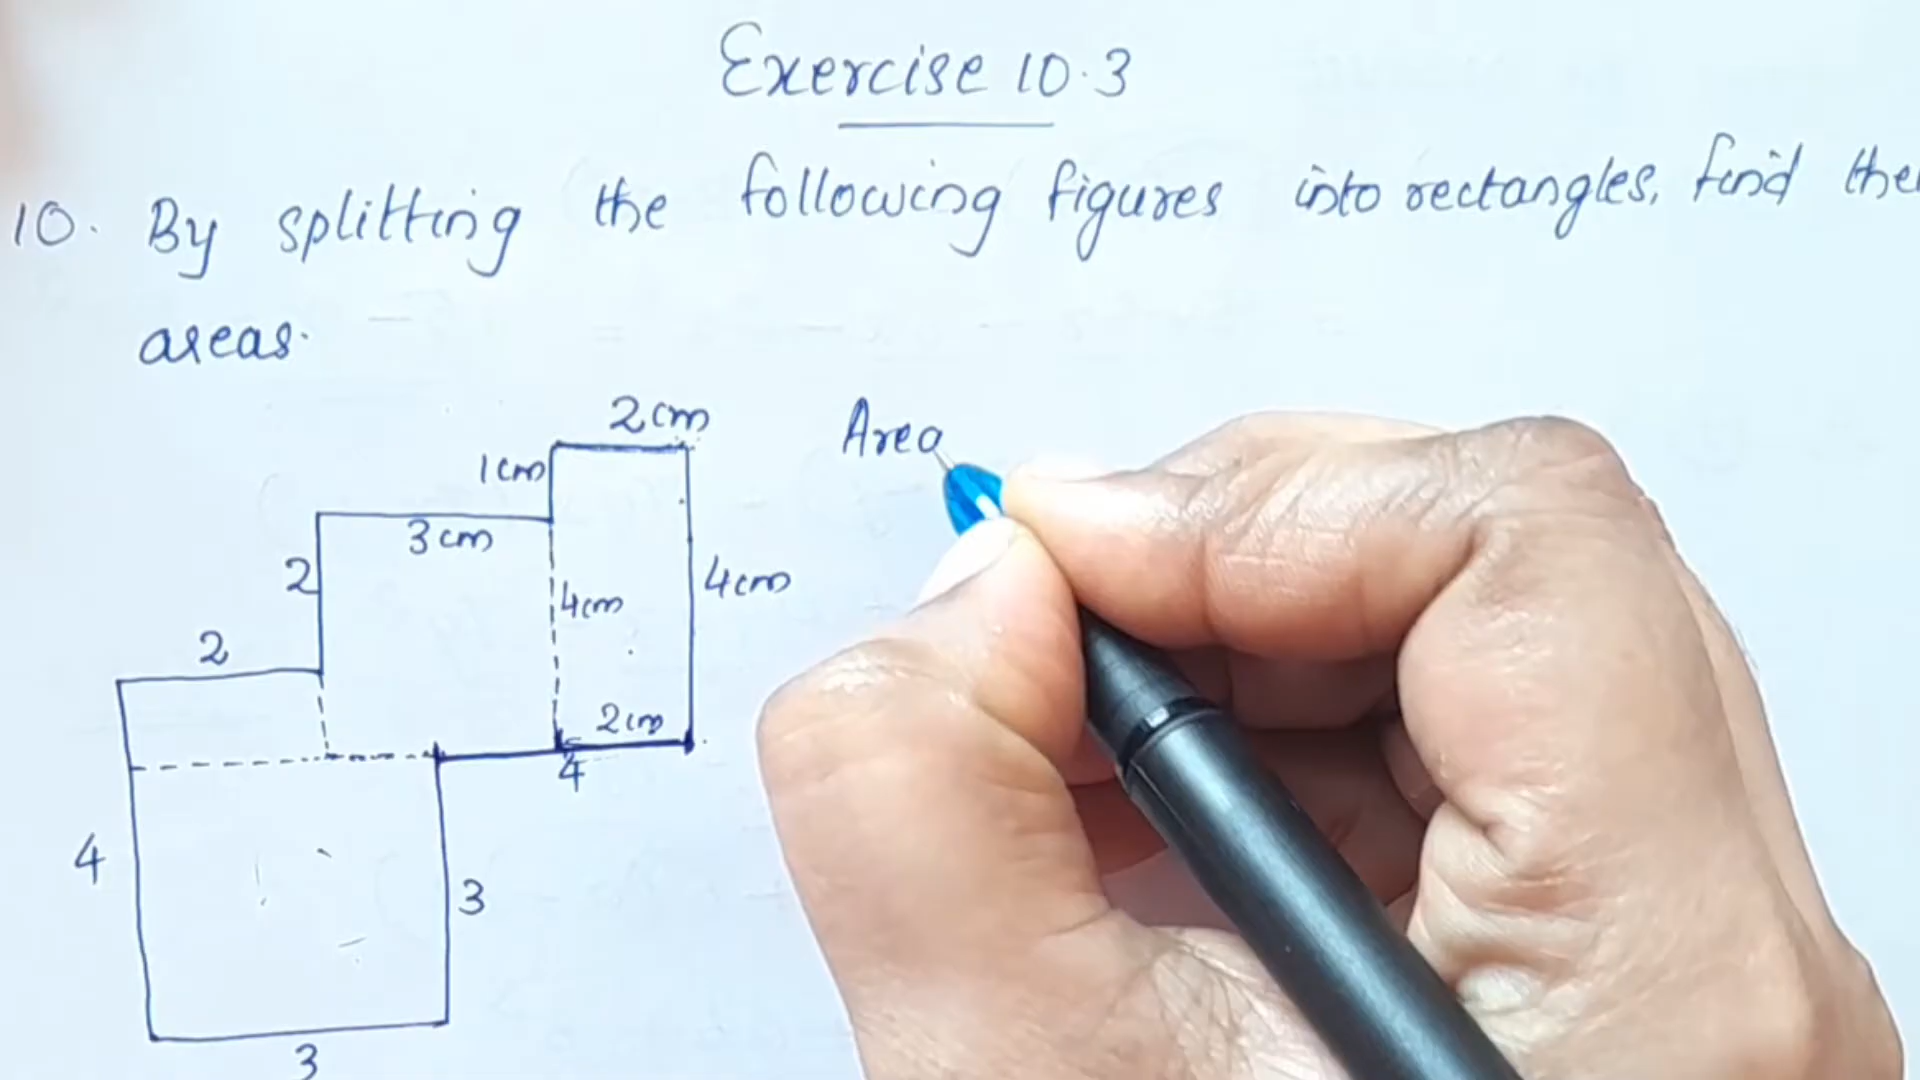 Exercise 10.3
10. By splitting the following figures into rectangles, find
areas.
2cm
Area
1cm
3cm
2
4cm
4cm
2
2cm
4
4
3
3